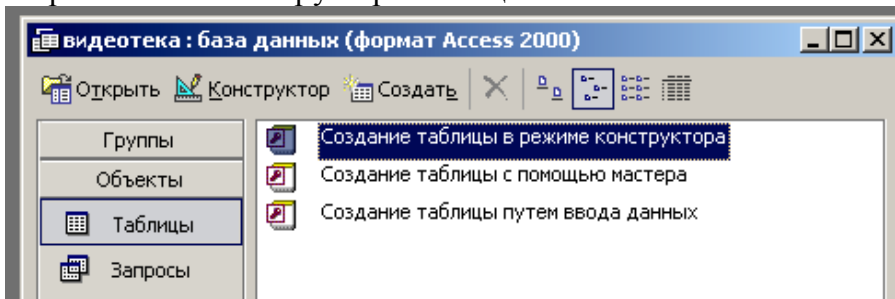 видеотека : база данных (формат Access 2000)
Открыть Конструктор Создать
Группы
Объекты
Таблицы
Запросы
Создание таблицы в режиме конструктора
Создание таблицы с помощью мастера
Создание таблицы путем ввода данных